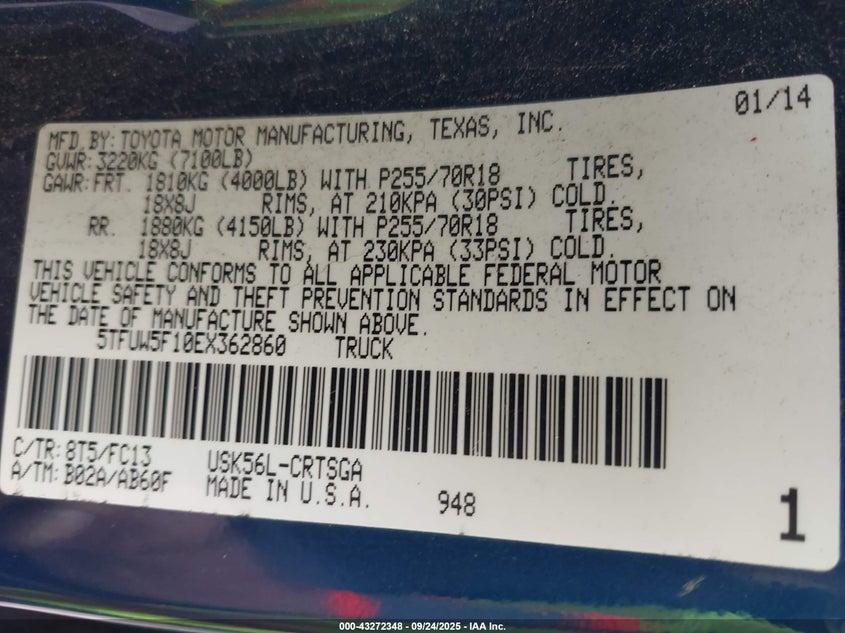 01/14
MFD BY: TOYOTA MOTOR MANUFACTURING, TEXAS, INC.
GVWR: 3220KG (7100LB)
GAWR: FRT. 1810KG (4000LB) WITH P255/70R18 TIRES,
18X8J RIMS, AT 210KPA (30PSI) COLD.
RR. 1880KG (4150LB) WITH P255/70R18 TIRES,
18X8J RIMS, AT 230KPA (33PSI) COLD.
THIS VEHICLE CONFORMS TO ALL APPLICABLE FEDERAL MOTOR
VEHICLE SAFETY AND THEFT PREVENTION STANDARDS IN EFFECT ON
THE DATE OF MANUFACTURE SHOWN ABOVE.
5TFUW5F10EX362860 TRUCK
C/TR: 8T5/FC13 USK56L-CRTSGA
A/TM: B02A/AB60F MADE IN U.S.A. 948
1
000-43272348 - 09/24/2025 - IAA Inc.